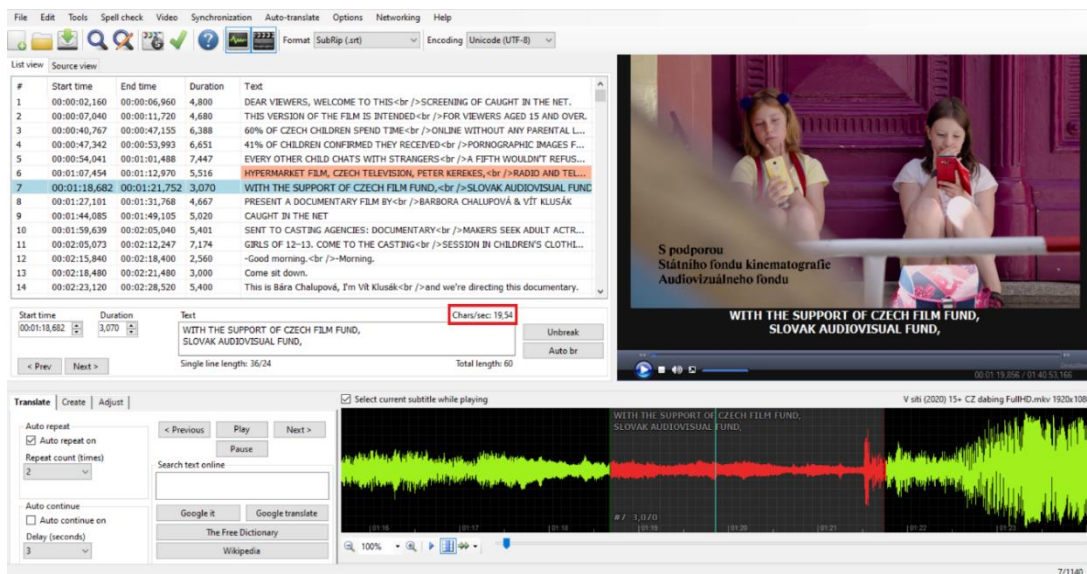 File Edit Tools Spell check Video Synchronization Auto-translate Options Networking Help
Format SubRip (.srt) Encoding Unicode (UTF-8)
List view Source view
# Start time End time Duration Text
1 00:00:02,160 00:00:06,960 4,800 DEAR VIEWERS, WELCOME TO THIS<br />SCREENING OF CAUGHT IN THE NET.
2 00:00:07,040 00:00:11,720 4,680 THIS VERSION OF THE FILM IS INTENDED<br />FOR VIEWERS AGED 15 AND OVER.
3 00:00:40,767 00:00:47,155 6,388 60% OF CZECH CHILDREN SPEND TIME<br />ONLINE WITHOUT ANY PARENTAL L...
4 00:00:47,342 00:00:53,993 6,651 41% OF CHILDREN CONFIRMED THEY RECEIVED<br />PORNOGRAPHIC IMAGES F...
5 00:00:54,041 00:01:01,488 7,447 EVERY OTHER CHILD CHATS WITH STRANGERS<br />A FIFTH WOULDN'T REFUS...
6 00:01:07,454 00:01:12,970 5,516 HYPERMARKET FILM, CZECH TELEVISION, PETER KEREKES,<br />RADIO AND TEL...
7 00:01:18,682 00:01:21,752 3,070 WITH THE SUPPORT OF CZECH FILM FUND,<br />SLOVAK AUDIOVISUAL FUND
8 00:01:27,101 00:01:31,768 4,667 PRESENT A DOCUMENTARY FILM BY<br />BARBORA CHALUPOVÁ & VÍT KLUSÁK
9 00:01:44,085 00:01:49,105 5,020 CAUGHT IN THE NET
10 00:01:59,639 00:02:05,040 5,401 SENT TO CASTING AGENCIES: DOCUMENTARY<br />MAKERS SEEK ADULT ACTR...
11 00:02:05,073 00:02:12,247 7,174 GIRLS OF 12–13. COME TO THE CASTING<br />SESSION IN CHILDREN'S CLOTHI...
12 00:02:15,840 00:02:18,400 2,560 -Good morning.<br />-Morning.
13 00:02:18,480 00:02:21,480 3,000 Come sit down.
14 00:02:23,120 00:02:28,520 5,400 This is Bára Chalupová, I'm Vít Klusák<br />and we're directing this documentary.
S podporou
Státního fondu kinematografie
Audiovizuálneho fondu
WITH THE SUPPORT OF CZECH FILM FUND,
SLOVAK AUDIOVISUAL FUND,
00:01:19,856 / 01:40:53,166
Start time Duration Text Chars/sec: 19,54
00:01:18,682 3,070
WITH THE SUPPORT OF CZECH FILM FUND,
SLOVAK AUDIOVISUAL FUND,
Unbreak
Auto br
< Prev Next > Single line length: 36/24 Total length: 60
Translate Create Adjust
Select current subtitle while playing V síti (2020) 15+ CZ dabing FullHD.mkv 1920x108
Auto repeat
Auto repeat on
Repeat count (times)
2
Auto continue
Auto continue on
Delay (seconds)
3
< Previous Play Next >
Pause
Search text online
Google it Google translate
The Free Dictionary
Wikipedia
WITH THE SUPPORT OF CZECH FILM FUND,
SLOVAK AUDIOVISUAL FUND,
#7 3,070
01:16 01:17 01:18 01:19 01:20 01:21 01:22 01:23
100%
7/1140